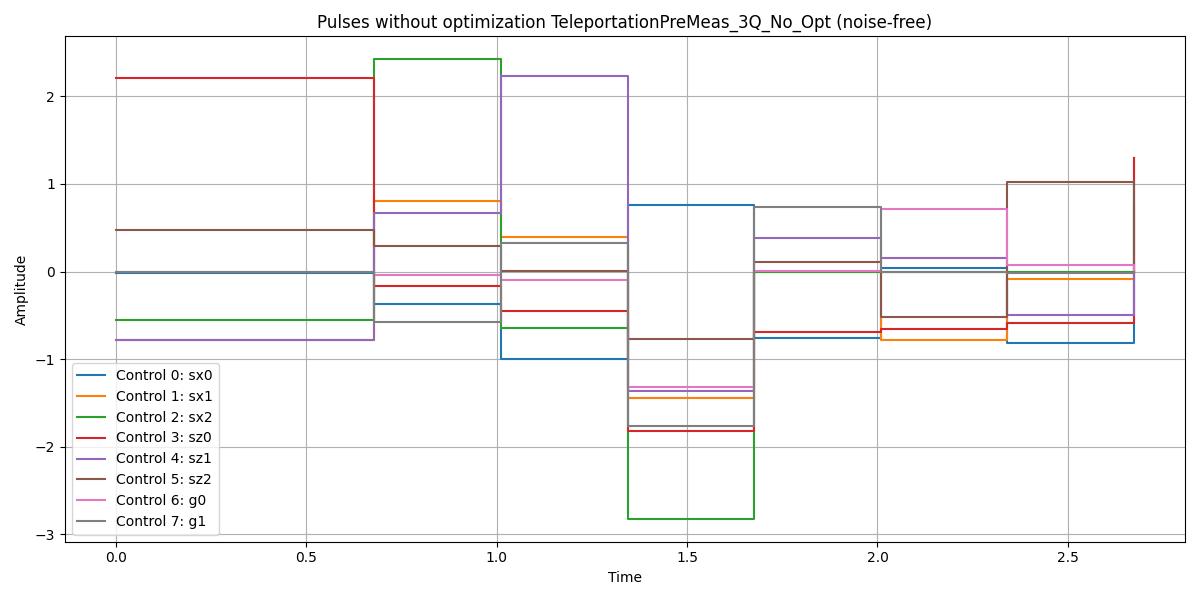 Pulses without optimization TeleportationPreMeas_3Q_No_Opt (noise-free)
Amplitude
2
1
0
−1
−2
−3
Control 0: sx0
Control 1: sx1
Control 2: sx2
Control 3: sz0
Control 4: sz1
Control 5: sz2
Control 6: g0
Control 7: g1
0.0 0.5 1.0 1.5 2.0 2.5
Time